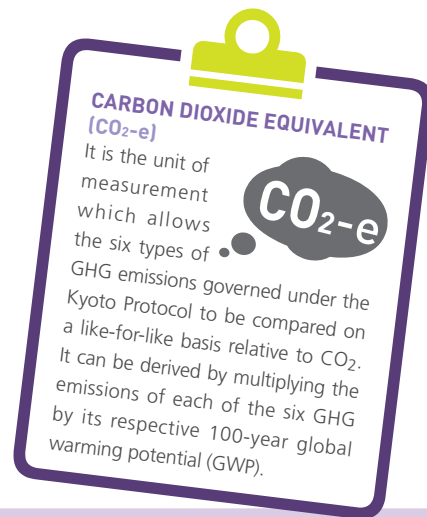 CARBON DIOXIDE EQUIVALENT
(CO₂-e)
It is the unit of
measurement
which allows
the six types of
CO₂-e
GHG emissions governed under the
Kyoto Protocol to be compared on
a like-for-like basis relative to CO₂.
It can be derived by multiplying the
emissions of each of the six GHG
by its respective 100-year global
warming potential (GWP).